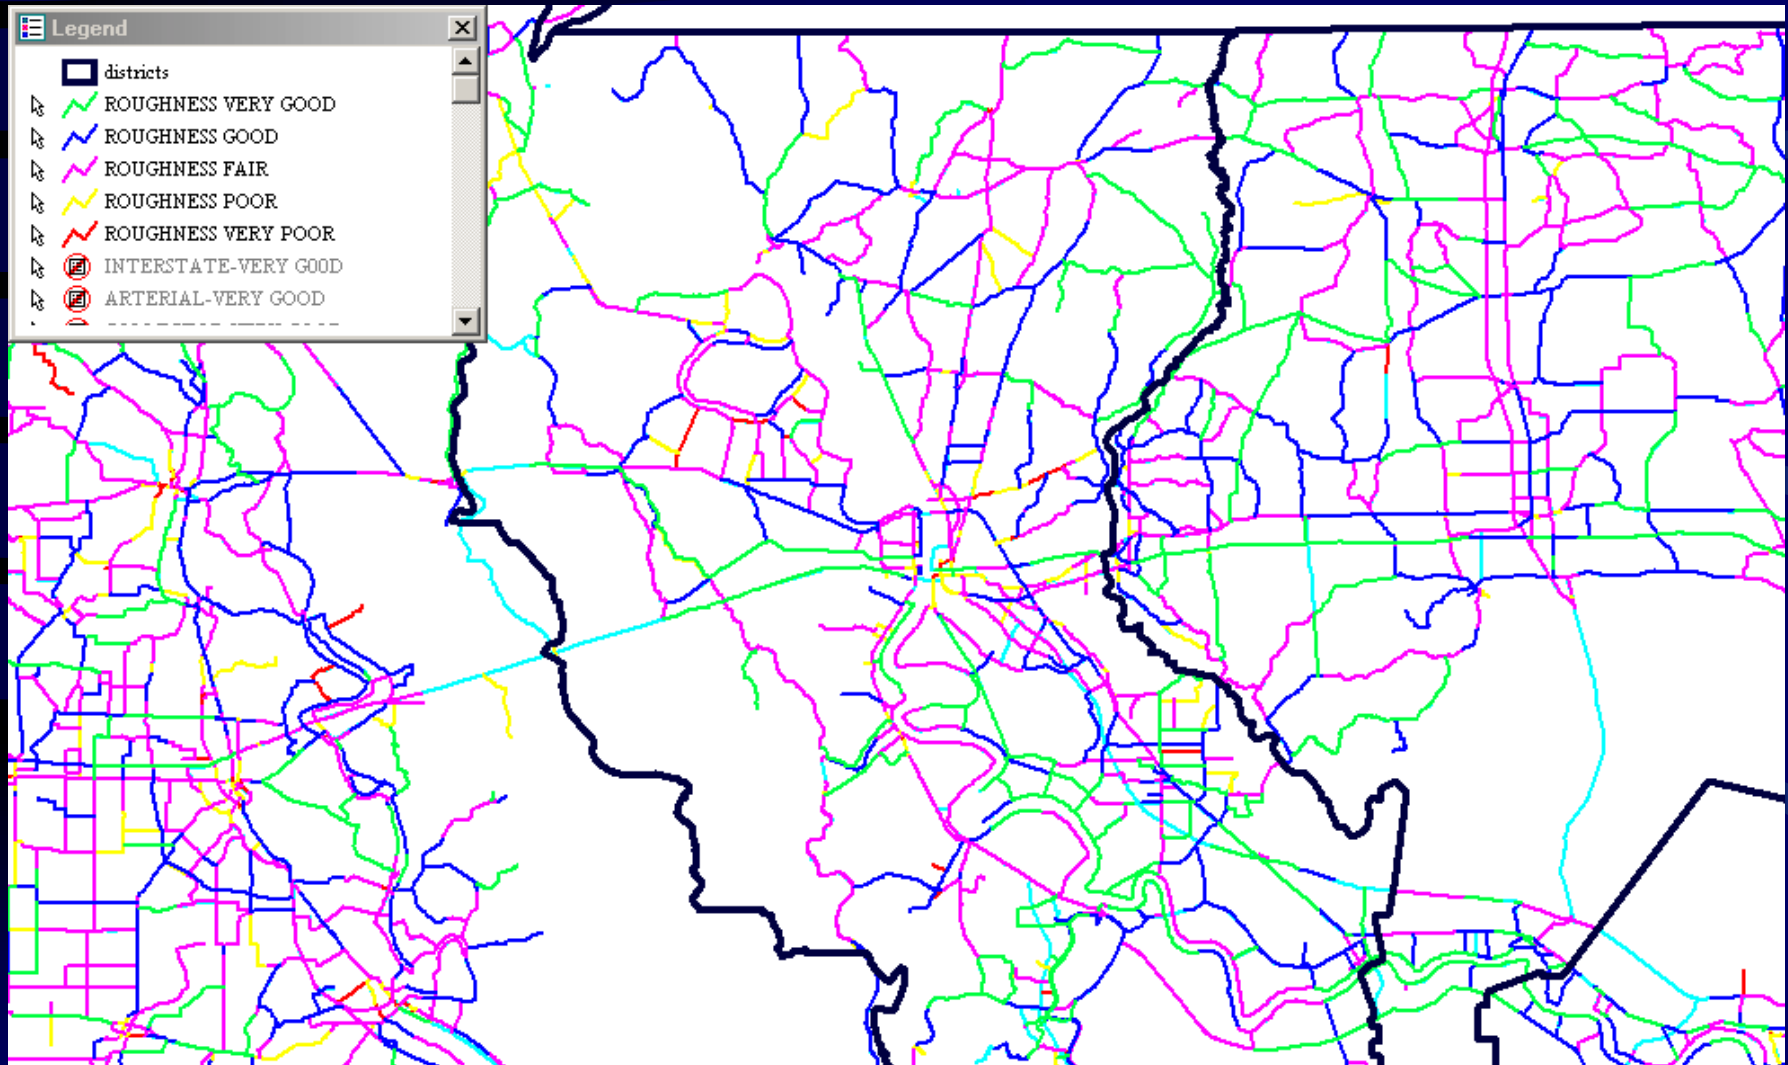 Legend
districts
ROUGHNESS VERY GOOD
ROUGHNESS GOOD
ROUGHNESS FAIR
ROUGHNESS POOR
ROUGHNESS VERY POOR
INTERSTATE-VERY GOOD
ARTERIAL-VERY GOOD